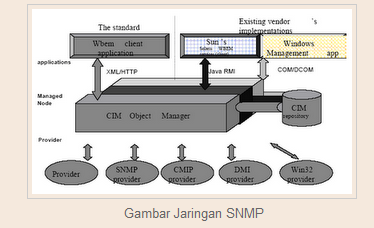 The standard
Existing vendor 's
implementations
Wbem client
application
Sun 's
Solaris WBEM
Windows
Management app
applications
XML/HTTP
Java RMI
COM/DCOM
Managed
Node
CIM Object Manager
CIM
repository
Provider
Provider
SNMP
provider
CMIP
provider
DMI
provider
Win32
provider
Gambar Jaringan SNMP